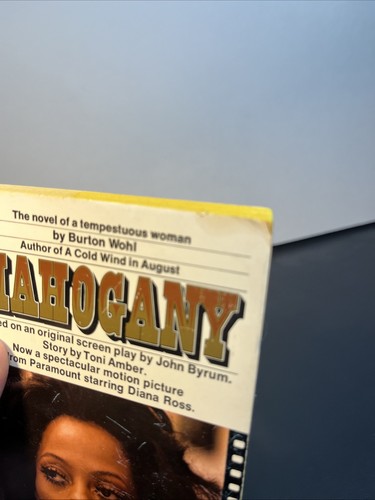 The novel of a tempestuous woman
by Burton Wohl
Author of A Cold Wind in August
MAHOGANY
ed on an original screen play by John Byrum.
Story by Toni Amber.
Now a spectacular motion picture
from Paramount starring Diana Ross.